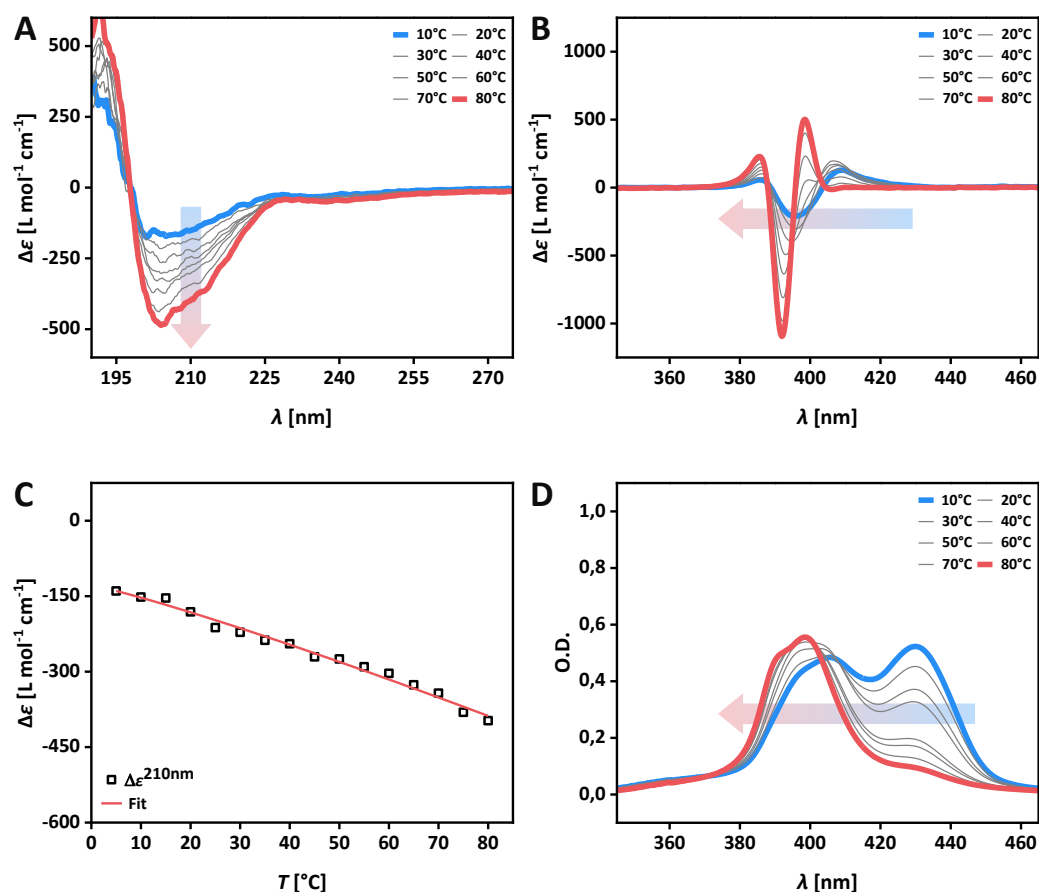 A
500
250
0
-250
-500
Δε [L mol⁻¹ cm⁻¹]
10°C 20°C
30°C 40°C
50°C 60°C
70°C 80°C
195 210 225 240 255 270
λ [nm]
B
1000
500
0
-500
-1000
Δε [L mol⁻¹ cm⁻¹]
10°C 20°C
30°C 40°C
50°C 60°C
70°C 80°C
360 380 400 420 440 460
λ [nm]
C
0
-150
-300
-450
-600
Δε [L mol⁻¹ cm⁻¹]
Δε²¹⁰ⁿᵐ
Fit
0 10 20 30 40 50 60 70 80
T [°C]
D
1,0
0,8
0,6
0,4
0,2
0,0
O.D.
10°C 20°C
30°C 40°C
50°C 60°C
70°C 80°C
360 380 400 420 440 460
λ [nm]